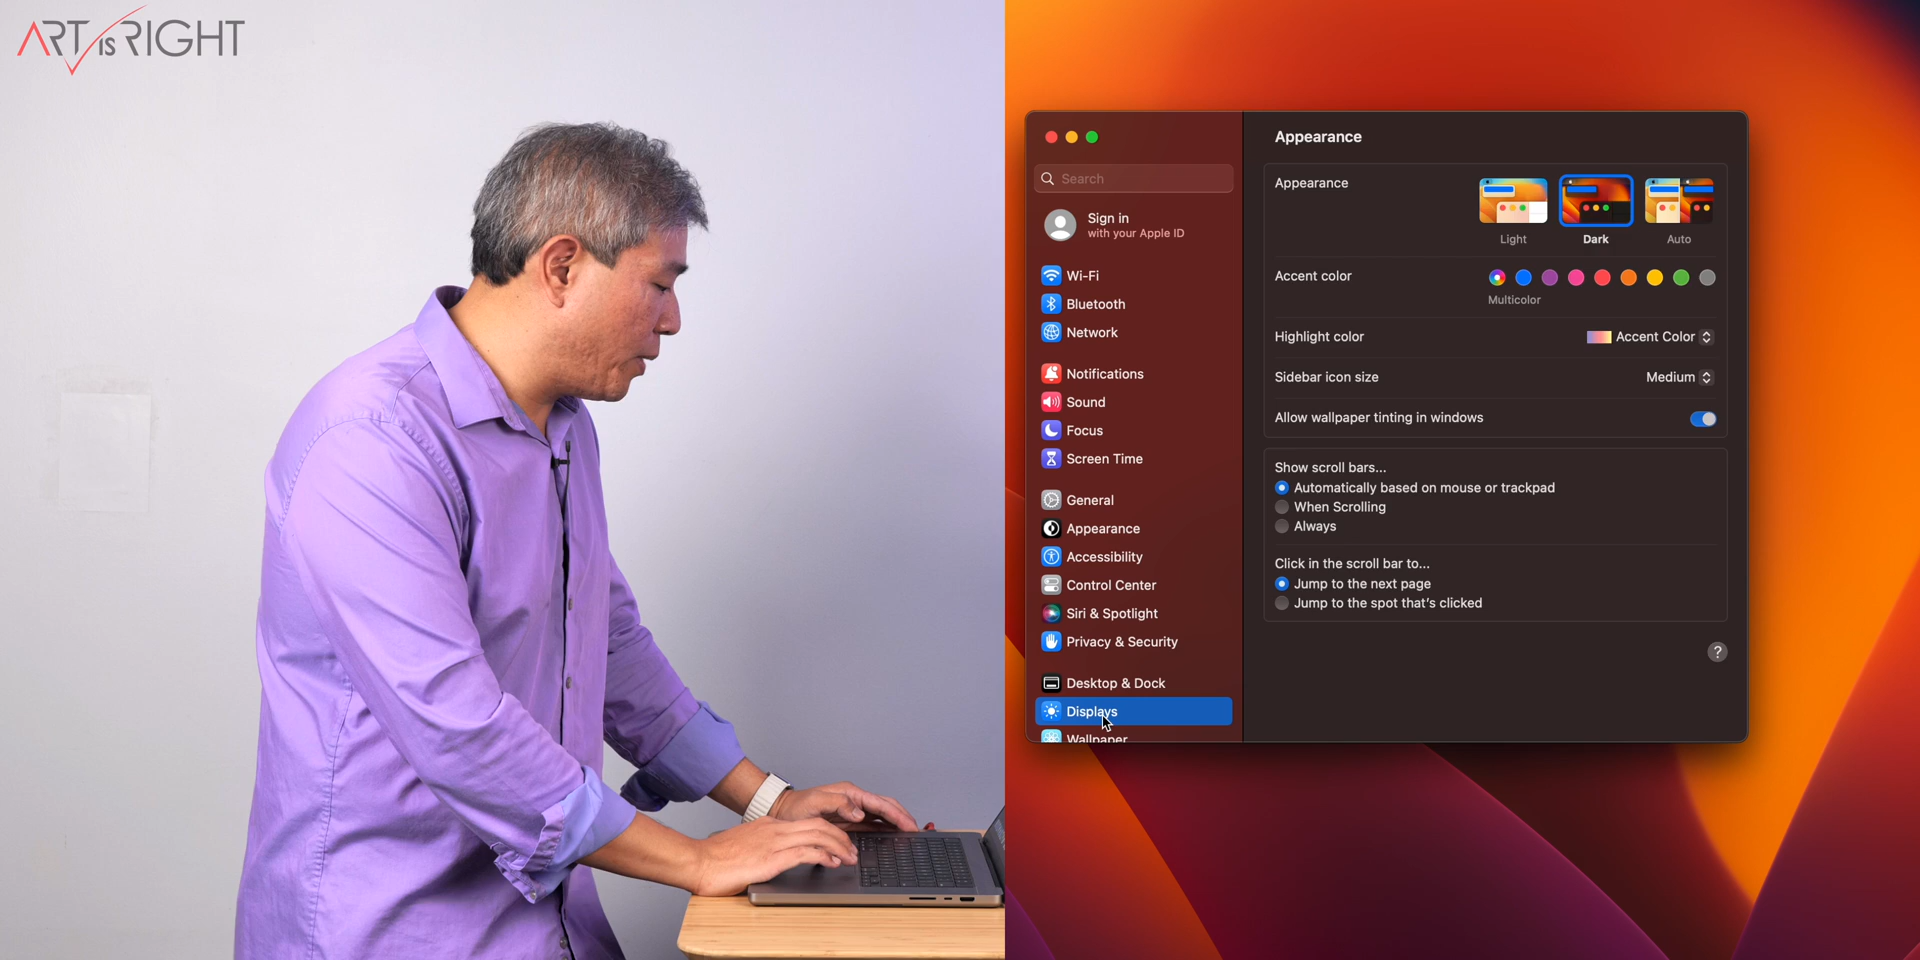 ART IS RIGHT
Search
Sign in
with your Apple ID
Wi-Fi
Bluetooth
Network
Notifications
Sound
Focus
Screen Time
General
Appearance
Accessibility
Control Center
Siri & Spotlight
Privacy & Security
Desktop & Dock
Displays
Wallpaper
Appearance
Appearance
Light
Dark
Auto
Accent color
Multicolor
Highlight color
Accent Color
Sidebar icon size
Medium
Allow wallpaper tinting in windows
Show scroll bars...
Automatically based on mouse or trackpad
When Scrolling
Always
Click in the scroll bar to...
Jump to the next page
Jump to the spot that's clicked
?